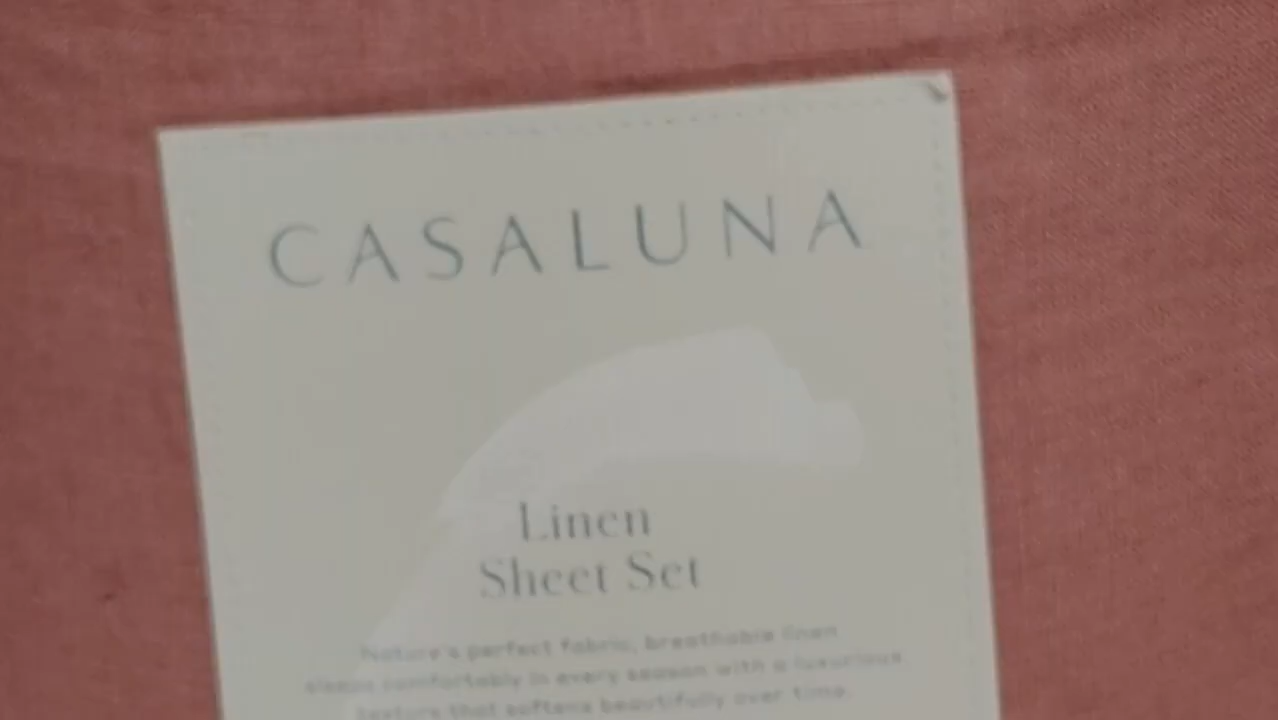 CASALUNA
Linen
Sheet Set
Nature's perfect fabric, breathable linen
sleeps comfortably in every season with a luxurious
texture that softens beautifully over time.